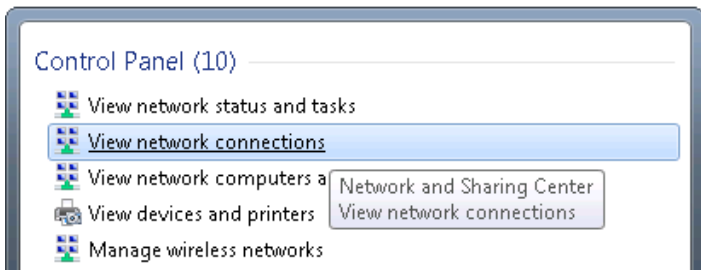 Control Panel (10)
View network status and tasks
View network connections
View network computers a
Network and Sharing Center
View network connections
View devices and printers
Manage wireless networks